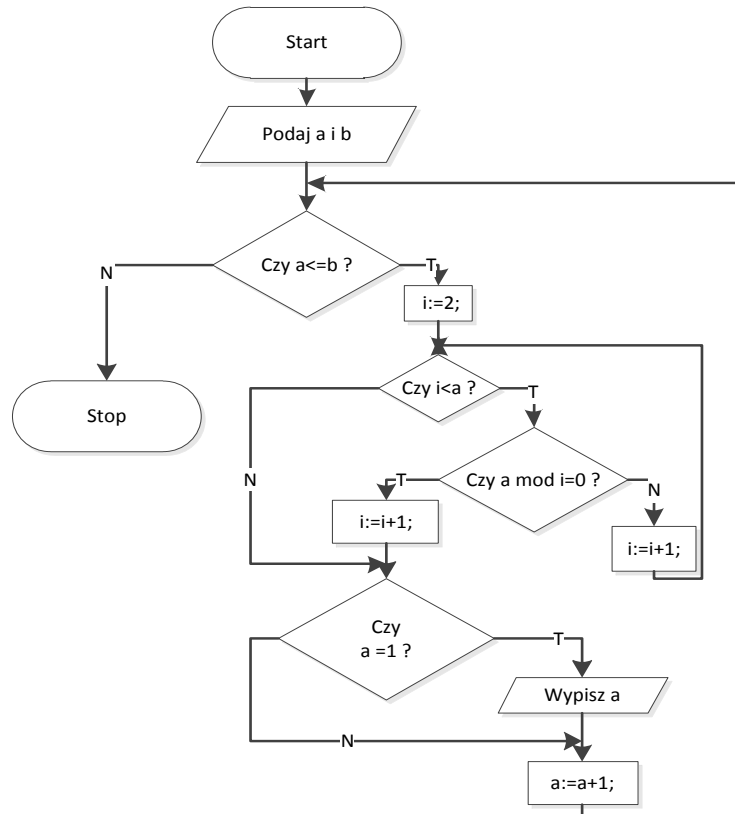 Start
Podaj a i b
Czy a<=b ?
N
T
i:=2;
Stop
Czy i<a ?
T
N
Czy a mod i=0 ?
T
N
i:=i+1;
i:=i+1;
Czy
a =1 ?
T
Wypisz a
N
a:=a+1;